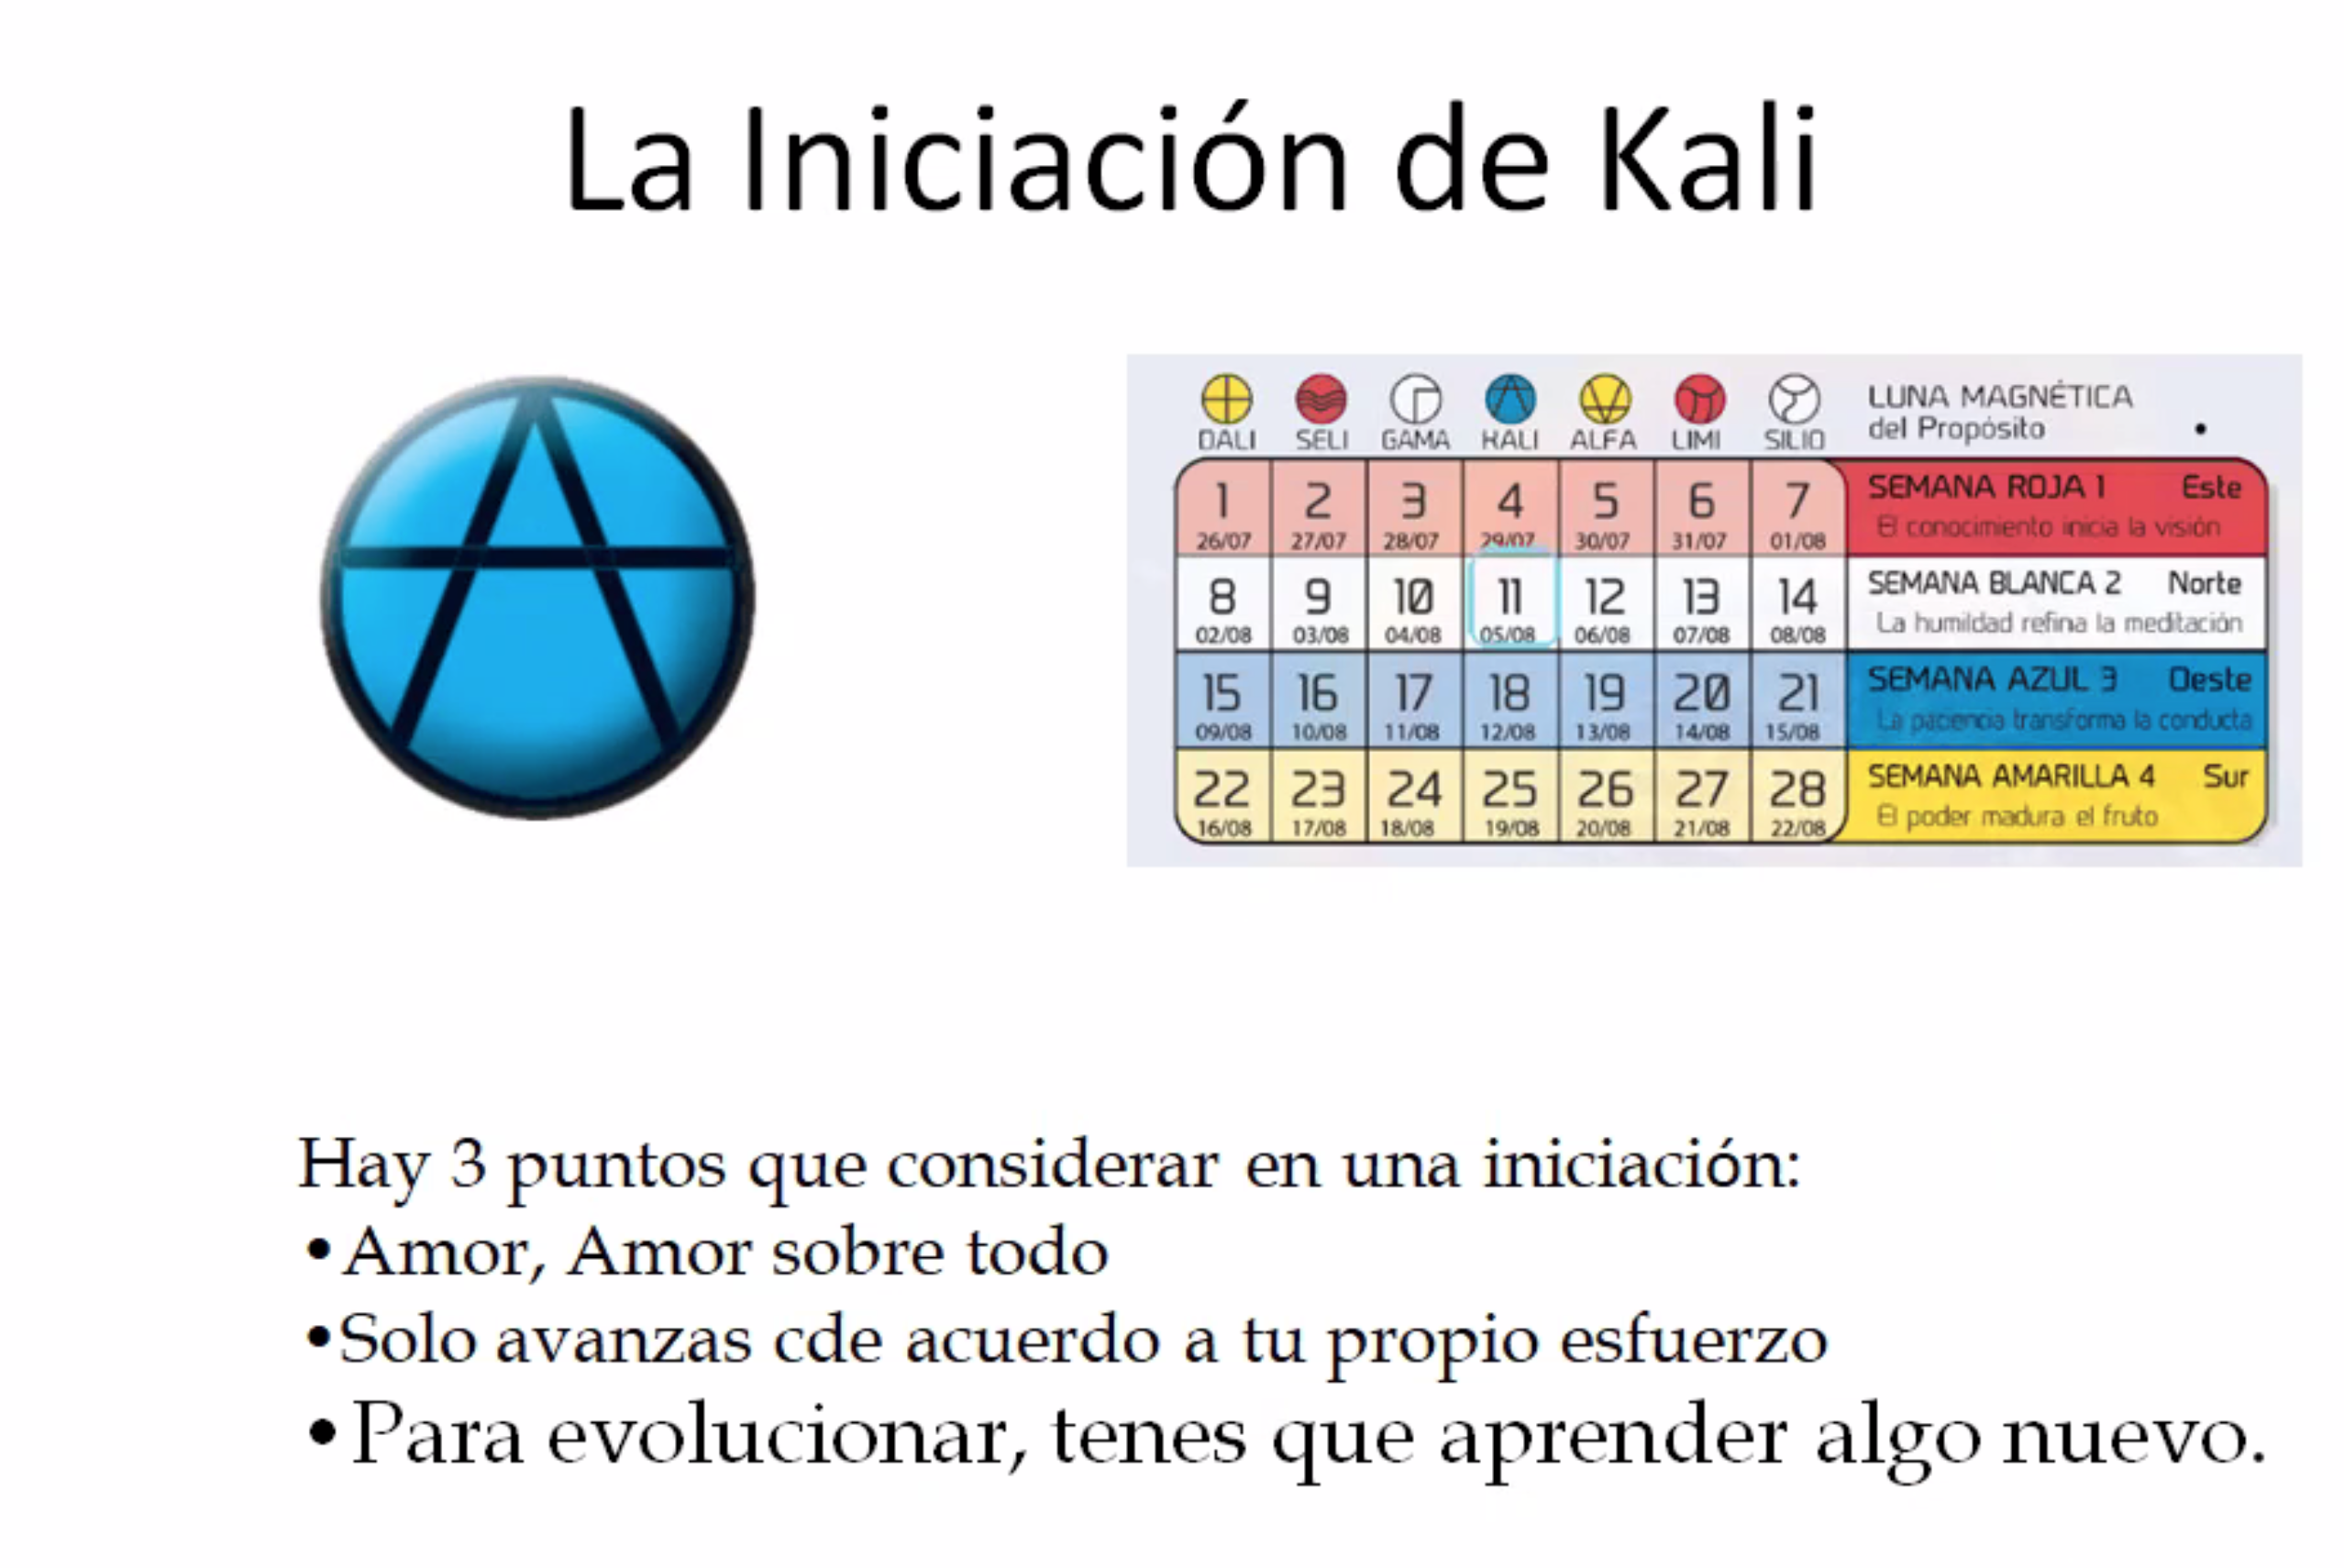 La Iniciación de Kali
DALI SELI GAMA KALI ALFA LIMI SILIO
LUNA MAGNÉTICA
del Propósito •
1 2 3 4 5 6 7
26/07 27/07 28/07 29/07 30/07 31/07 01/08
SEMANA ROJA 1 Este
El conocimiento inicia la visión
8 9 10 11 12 13 14
02/08 03/08 04/08 05/08 06/08 07/08 08/08
SEMANA BLANCA 2 Norte
La humildad refina la meditación
15 16 17 18 19 20 21
09/08 10/08 11/08 12/08 13/08 14/08 15/08
SEMANA AZUL 3 Oeste
La paciencia transforma la conducta
22 23 24 25 26 27 28
16/08 17/08 18/08 19/08 20/08 21/08 22/08
SEMANA AMARILLA 4 Sur
El poder madura el fruto
Hay 3 puntos que considerar en una iniciación:
•Amor, Amor sobre todo
•Solo avanzas cde acuerdo a tu propio esfuerzo
•Para evolucionar, tenes que aprender algo nuevo.